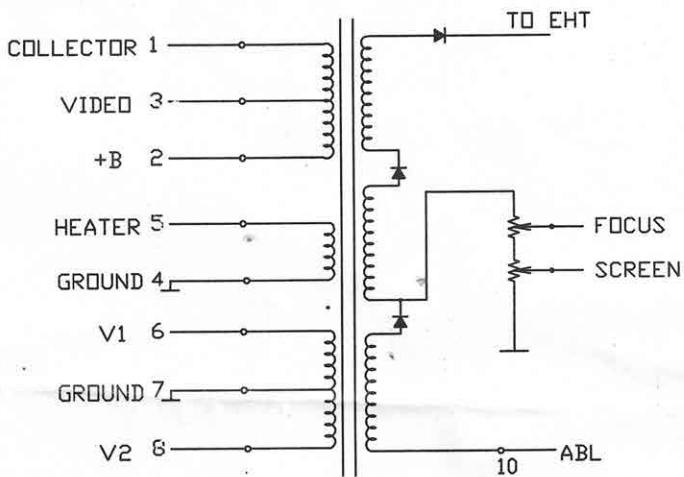 TO EHT
COLLECTOR 1
VIDEO 3
+B 2
HEATER 5
FOCUS
GROUND 4
SCREEN
V1 6
GROUND 7
V2 8
10 ABL